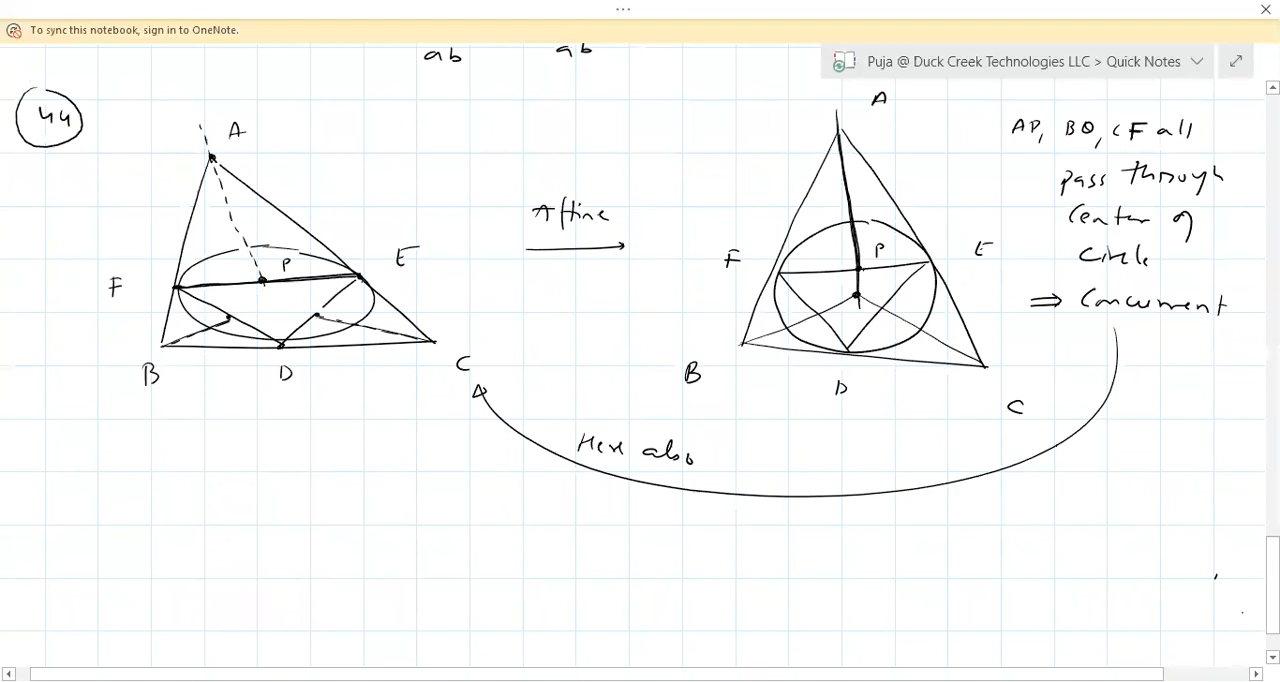 ...
To sync this notebook, sign in to OneNote.
ab ab
Puja @ Duck Creek Technologies LLC > Quick Notes
44
A
F
P
E
B
D
C
Affine
A
F
P
E
B
D
C
AP, BQ, CF all
pass through
Center of
Circle
⇒ Concurrent
Here also